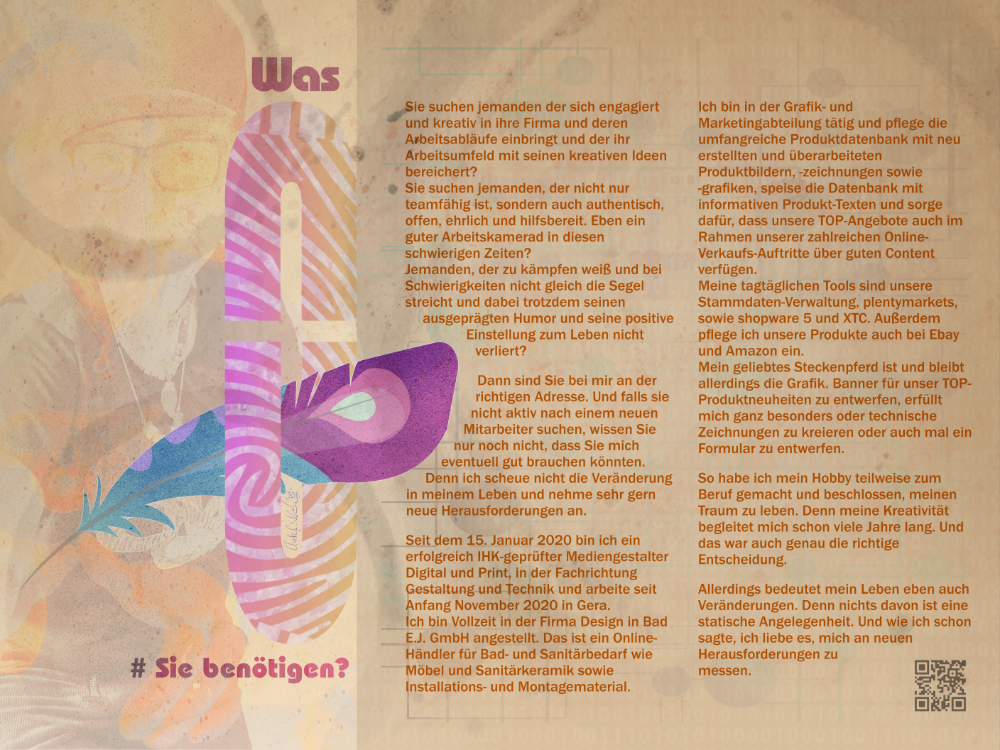 Was
# Sie benötigen?
Sie suchen jemanden der sich engagiert
und kreativ in ihre Firma und deren
Arbeitsabläufe einbringt und der ihr
Arbeitsumfeld mit seinen kreativen Ideen
bereichert?
Sie suchen jemanden, der nicht nur
teamfähig ist, sondern auch authentisch,
offen, ehrlich und hilfsbereit. Eben ein
guter Arbeitskamerad in diesen
schwierigen Zeiten?
Jemanden, der zu kämpfen weiß und bei
Schwierigkeiten nicht gleich die Segel
streicht und dabei trotzdem seinen
ausgeprägten Humor und seine positive
Einstellung zum Leben nicht
verliert?
Dann sind Sie bei mir an der
richtigen Adresse. Und falls sie
nicht aktiv nach einem neuen
Mitarbeiter suchen, wissen Sie
nur noch nicht, dass Sie mich
eventuell gut brauchen könnten.
Denn ich scheue nicht die Veränderung
in meinem Leben und nehme sehr gern
neue Herausforderungen an.
Seit dem 15. Januar 2020 bin ich ein
erfolgreich IHK-geprüfter Mediengestalter
Digital und Print, in der Fachrichtung
Gestaltung und Technik und arbeite seit
Anfang November 2020 in Gera.
Ich bin Vollzeit in der Firma Design in Bad
E.J. GmbH angestellt. Das ist ein Online-
Händler für Bad- und Sanitärbedarf wie
Möbel und Sanitärkeramik sowie
Installations- und Montagematerial.
Ich bin in der Grafik- und
Marketingabteilung tätig und pflege die
umfangreiche Produktdatenbank mit neu
erstellten und überarbeiteten
Produktbildern, -zeichnungen sowie
-grafiken, speise die Datenbank mit
informativen Produkt-Texten und sorge
dafür, dass unsere TOP-Angebote auch im
Rahmen unserer zahlreichen Online-
Verkaufs-Auftritte über guten Content
verfügen.
Meine tagtäglichen Tools sind unsere
Stammdaten-Verwaltung, plentymarkets,
sowie shopware 5 und XTC. Außerdem
pflege ich unsere Produkte auch bei Ebay
und Amazon ein.
Mein geliebtes Steckenpferd ist und bleibt
allerdings die Grafik. Banner für unser TOP-
Produktneuheiten zu entwerfen, erfüllt
mich ganz besonders oder technische
Zeichnungen zu kreieren oder auch mal ein
Formular zu entwerfen.
So habe ich mein Hobby teilweise zum
Beruf gemacht und beschlossen, meinen
Traum zu leben. Denn meine Kreativität
begleitet mich schon viele Jahre lang. Und
das war auch genau die richtige
Entscheidung.
Allerdings bedeutet mein Leben eben auch
Veränderungen. Denn nichts davon ist eine
statische Angelegenheit. Und wie ich schon
sagte, ich liebe es, mich an neuen
Herausforderungen zu
messen.